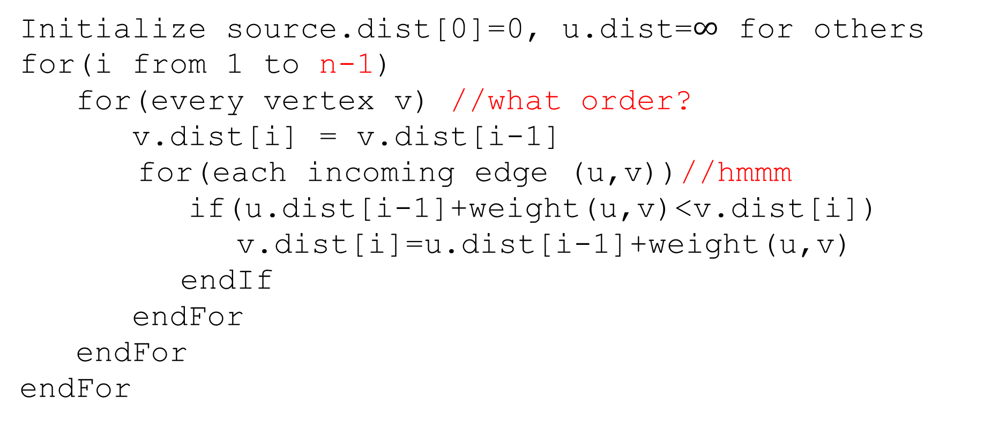 Initialize source.dist[0]=0, u.dist=∞ for others
for(i from 1 to n-1)
for(every vertex v) //what order?
v.dist[i] = v.dist[i-1]
for(each incoming edge (u,v))//hmmm
if(u.dist[i-1]+weight(u,v)<v.dist[i])
v.dist[i]=u.dist[i-1]+weight(u,v)
endIf
endFor
endFor
endFor